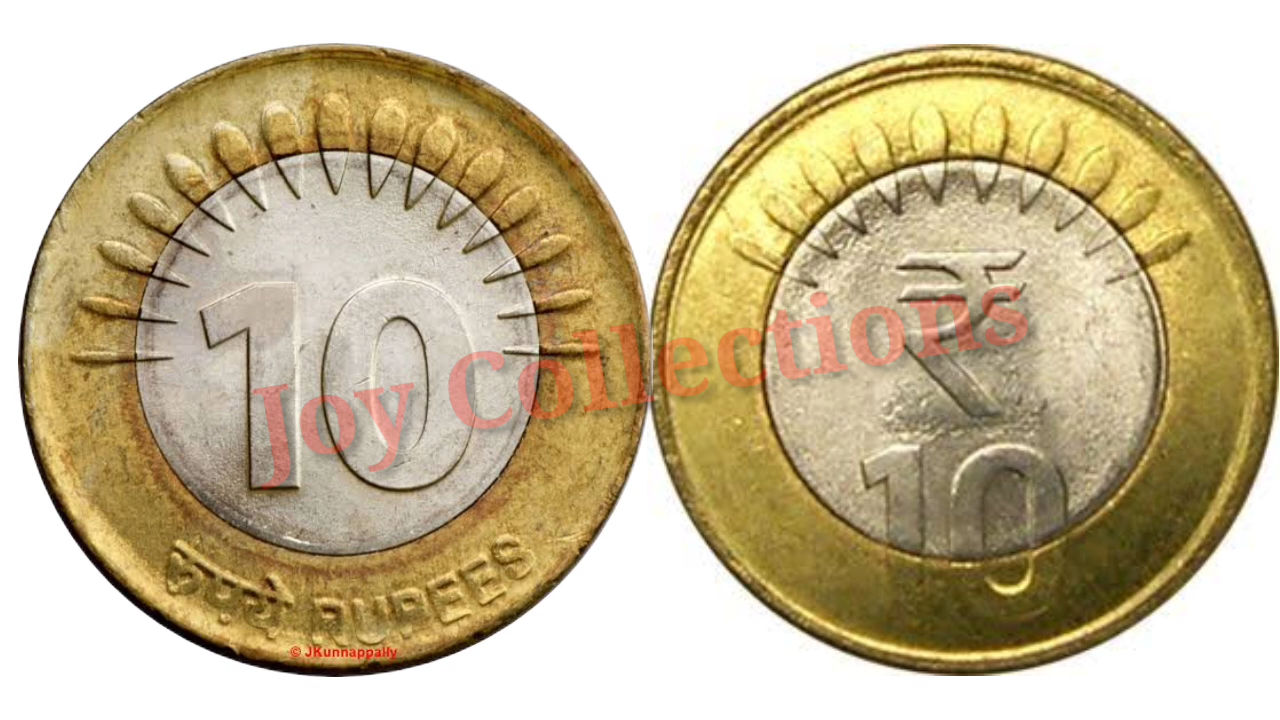 10
रुपये RUPEES
₹
10
Joy Collections
© JKunnappally